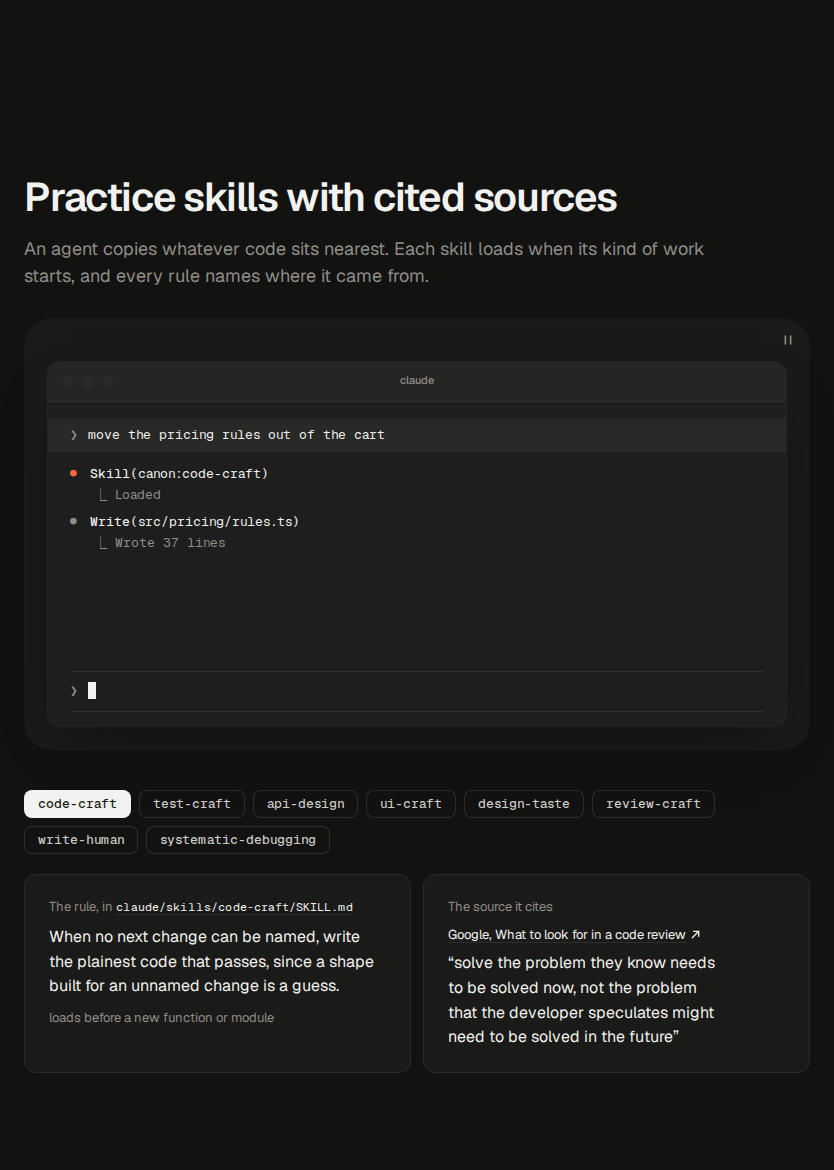 Practice skills with cited sources
An agent copies whatever code sits nearest. Each skill loads when its kind of work
starts, and every rule names where it came from.
claude
❯ move the pricing rules out of the cart
Skill(canon:code-craft)
⎿ Loaded
Write(src/pricing/rules.ts)
⎿ Wrote 37 lines
❯
code-craft test-craft api-design ui-craft design-taste review-craft
write-human systematic-debugging
The rule, in claude/skills/code-craft/SKILL.md
When no next change can be named, write
the plainest code that passes, since a shape
built for an unnamed change is a guess.
loads before a new function or module
The source it cites
Google, What to look for in a code review ↗
“solve the problem they know needs
to be solved now, not the problem
that the developer speculates might
need to be solved in the future”